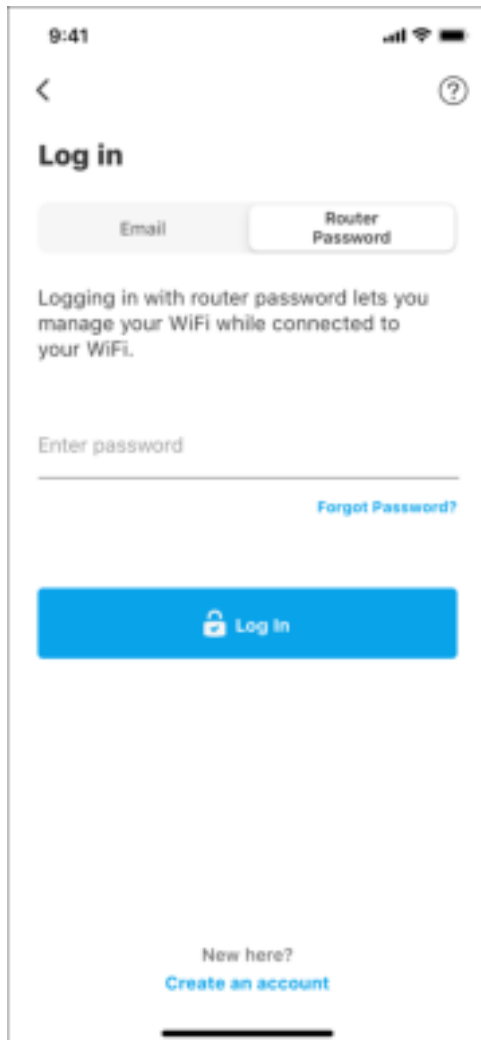 9:41
Log in
Email
Router
Password
Logging in with router password lets you
manage your WiFi while connected to
your WiFi.
Enter password
Forgot Password?
Log In
New here?
Create an account